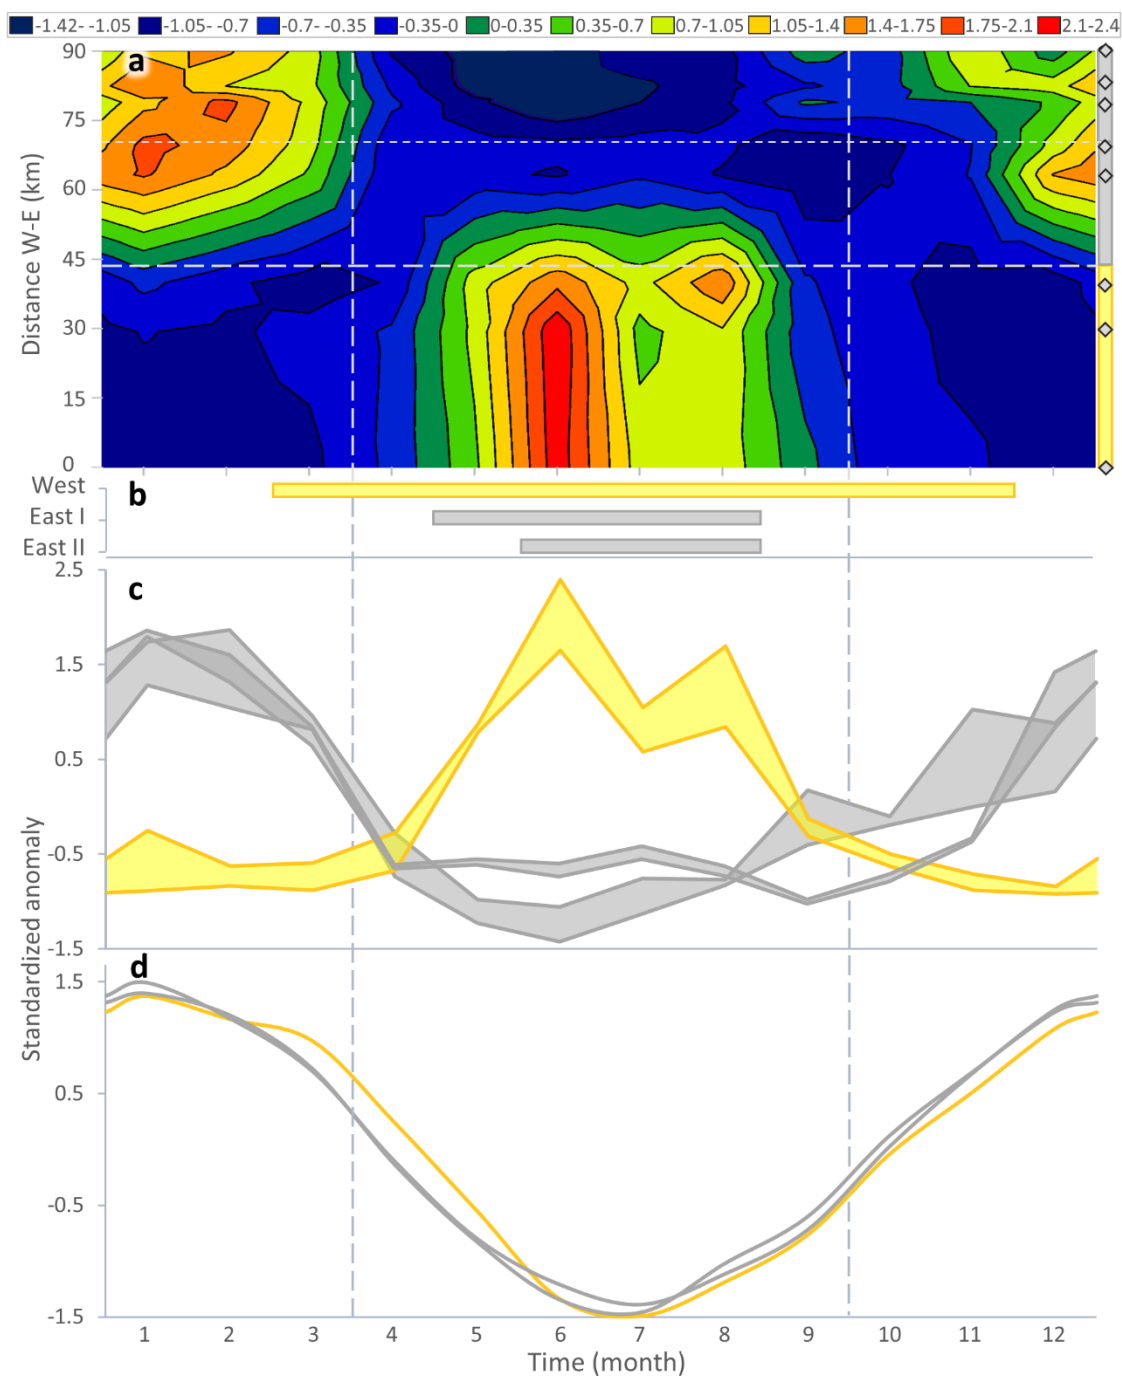 -1.42- -1.05 -1.05- -0.7 -0.7- -0.35 -0.35-0 0-0.35 0.35-0.7 0.7-1.05 1.05-1.4 1.4-1.75 1.75-2.1 2.1-2.4
90
a
75
60
45
30
15
0
Distance W-E (km)
West
b
East I
East II
2.5
c
1.5
0.5
-0.5
-1.5
Standardized anomaly
d
1.5
0.5
-0.5
-1.5
1 2 3 4 5 6 7 8 9 10 11 12
Time (month)